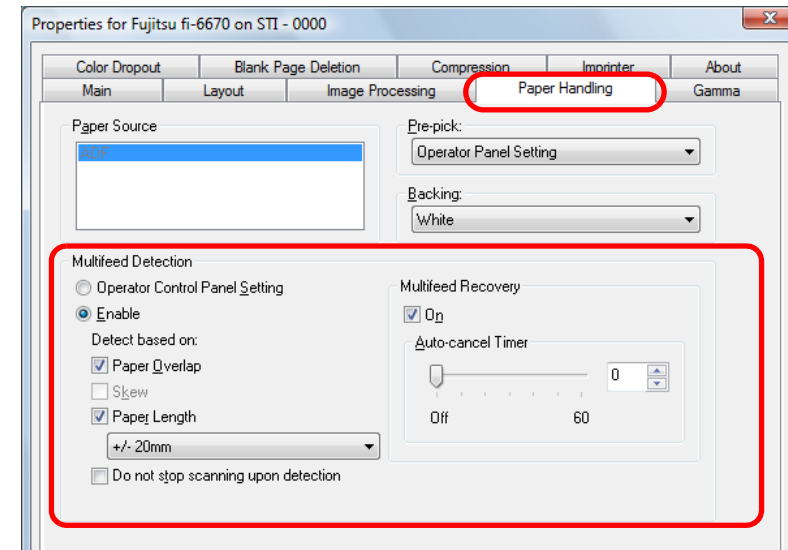 Properties for Fujitsu fi-6670 on STI - 0000
Color Dropout Blank Page Deletion Compression Imprinter About
Main Layout Image Processing Paper Handling Gamma
Paper Source
ADF
Pre-pick:
Operator Panel Setting
Backing:
White
Multifeed Detection
Operator Control Panel Setting
Enable
Detect based on:
Paper Overlap
Skew
Paper Length
+/- 20mm
Do not stop scanning upon detection
Multifeed Recovery
On
Auto-cancel Timer
0
Off 60